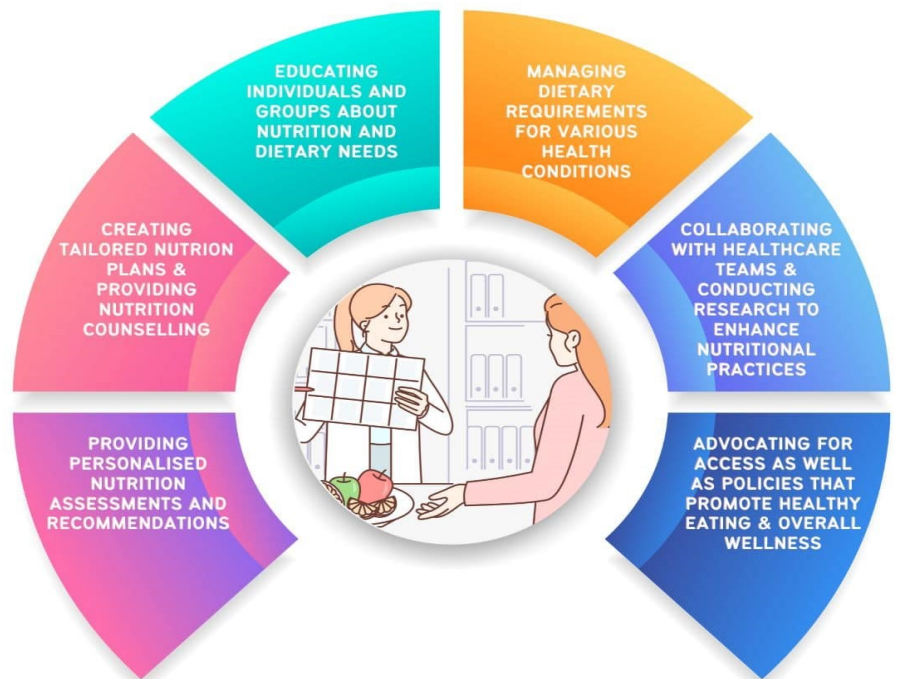 EDUCATING
INDIVIDUALS AND
GROUPS ABOUT
NUTRITION AND
DIETARY NEEDS
MANAGING
DIETARY
REQUIREMENTS
FOR VARIOUS
HEALTH
CONDITIONS
CREATING
TAILORED NUTRION
PLANS &
PROVIDING
NUTRITION
COUNSELLING
COLLABORATING
WITH HEALTHCARE
TEAMS &
CONDUCTING
RESEARCH TO
ENHANCE
NUTRITIONAL
PRACTICES
PROVIDING
PERSONALISED
NUTRITION
ASSESSMENTS AND
RECOMMENDATIONS
ADVOCATING FOR
ACCESS AS WELL
AS POLICIES THAT
PROMOTE HEALTHY
EATING & OVERALL
WELLNESS